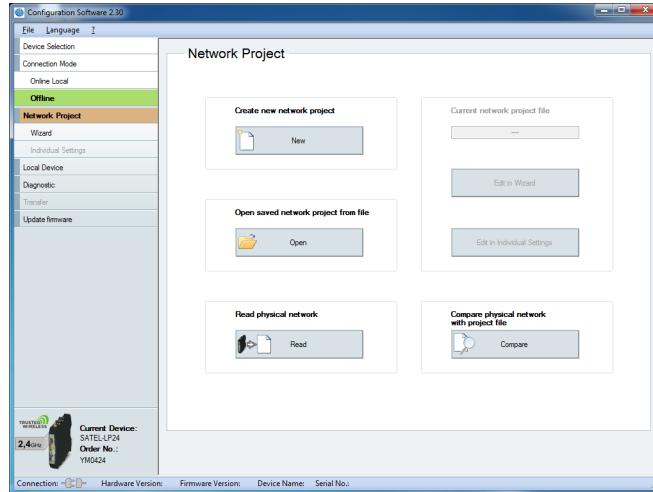 Configuration Software 2.30
File Language ?
Device Selection
Connection Mode
Online Local
Offline
Network Project
Wizard
Individual Settings
Local Device
Diagnostic
Transfer
Update firmware
Network Project
Create new network project
New
Open saved network project from file
Open
Read physical network
Read
Current network project file
---
Edit in Wizard
Edit in Individual Settings
Compare physical network
with project file
Compare
TRUSTED
WIRELESS
2,4GHz
Current Device:
SATEL-LP24
Order No.:
YM0424
Connection: Hardware Version: Firmware Version: Device Name: Serial No.: